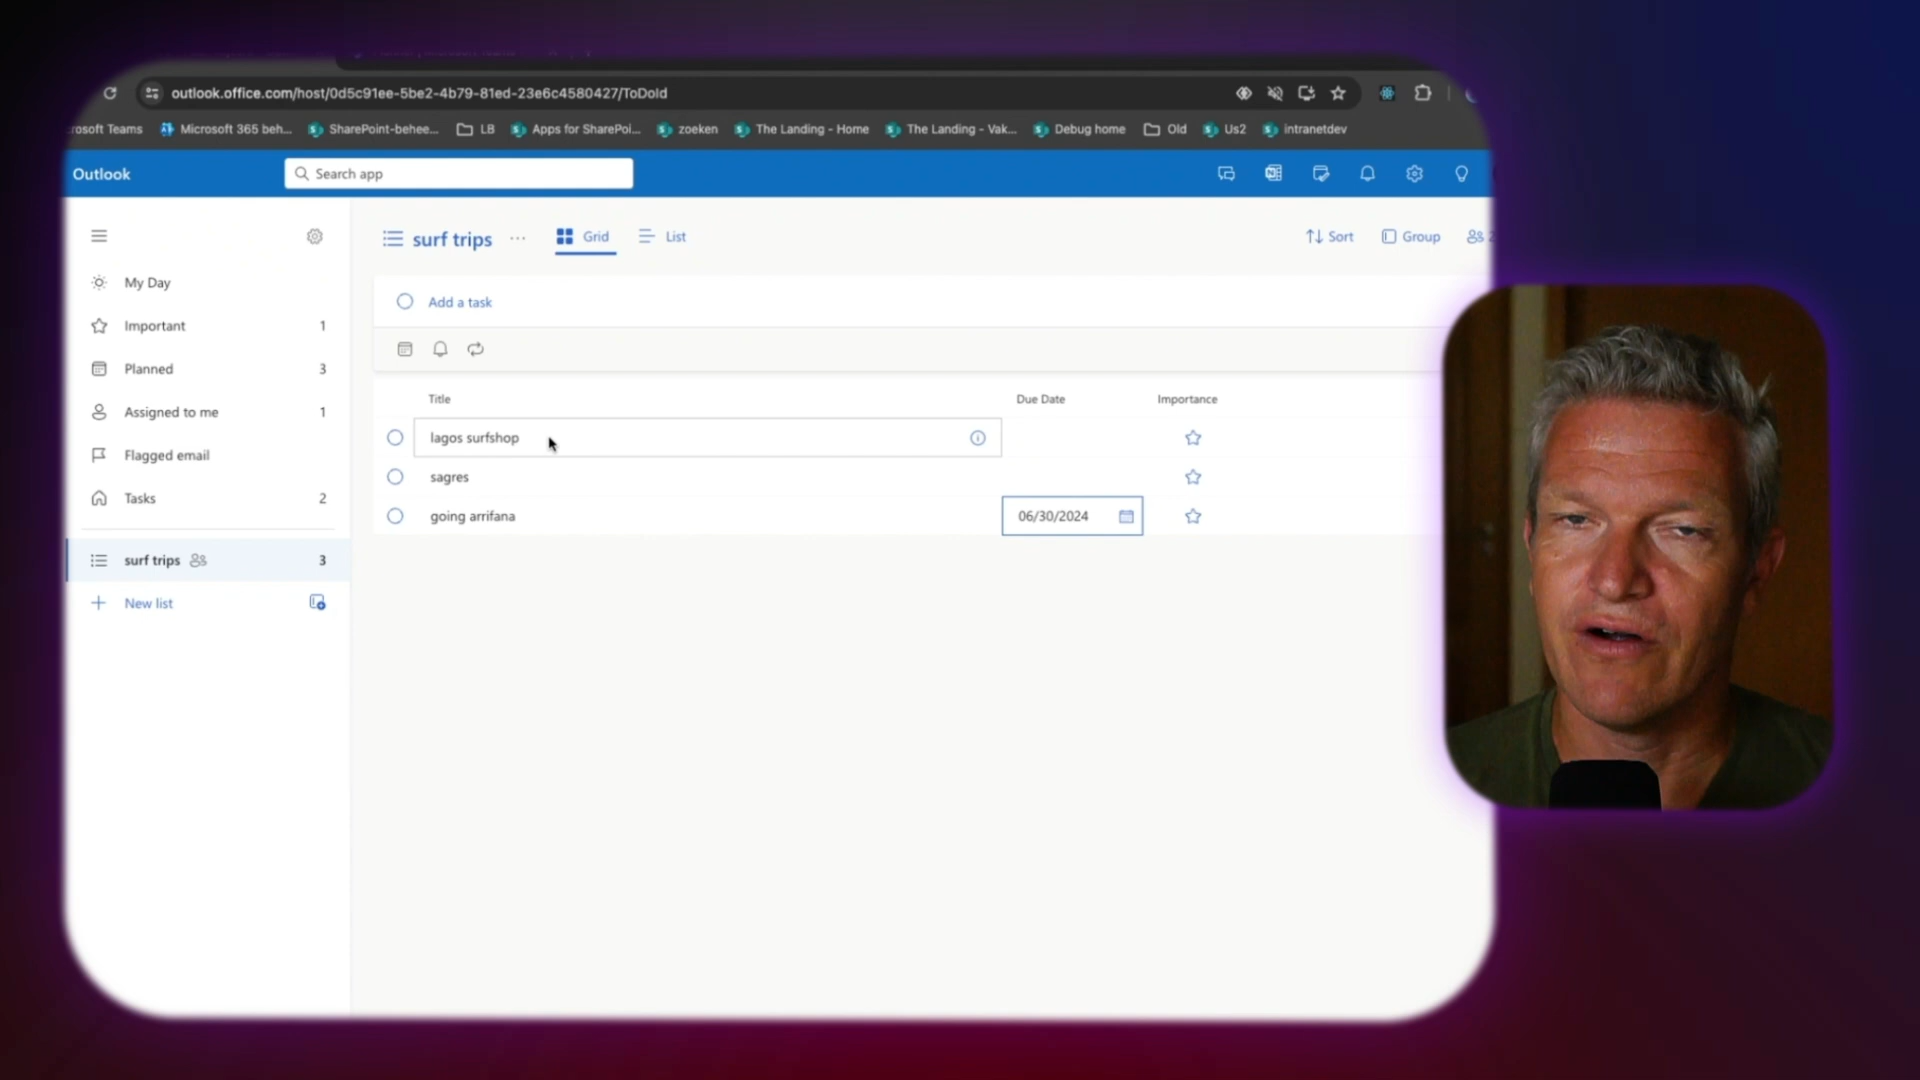 outlook.office.com/host/0d5c91ee-5be2-4b79-81ed-23e6c4580427/ToDoId
rosoft Teams Microsoft 365 beh... SharePoint-behee... LB Apps for SharePoi... zoeken The Landing - Home The Landing - Vak... Debug home Old Us2 intranetdev
Outlook Search app
surf trips ... Grid List Sort Group 2
My Day
Important 1
Planned 3
Assigned to me 1
Flagged email
Tasks 2
surf trips 3
New list
Add a task
Title Due Date Importance
lagos surfshop
sagres
going arrifana 06/30/2024